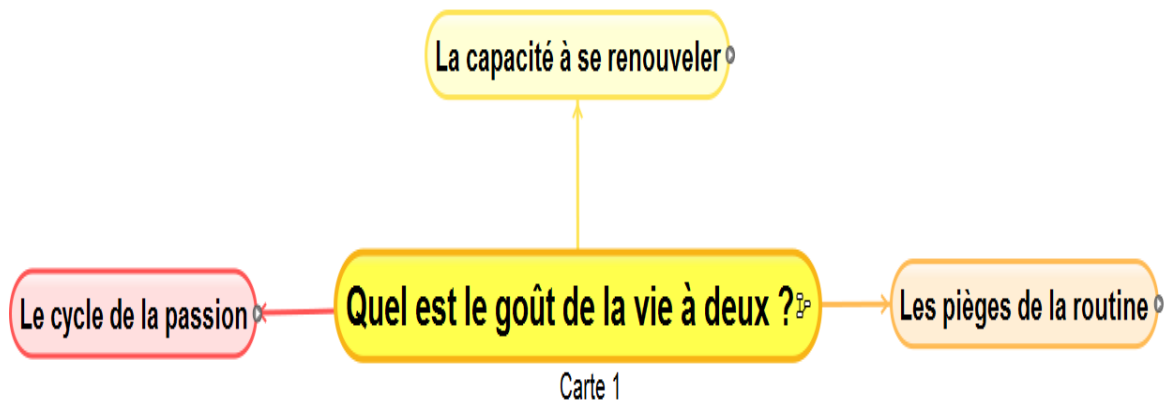 La capacité à se renouveler
Le cycle de la passion
Quel est le goût de la vie à deux ?
Les pièges de la routine
Carte 1